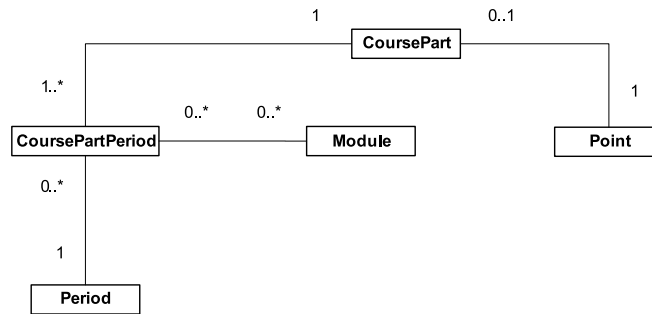 1
CoursePart
0..1
1..*
1
0..*
0..*
CoursePartPeriod
Module
Point
0..*
1
Period